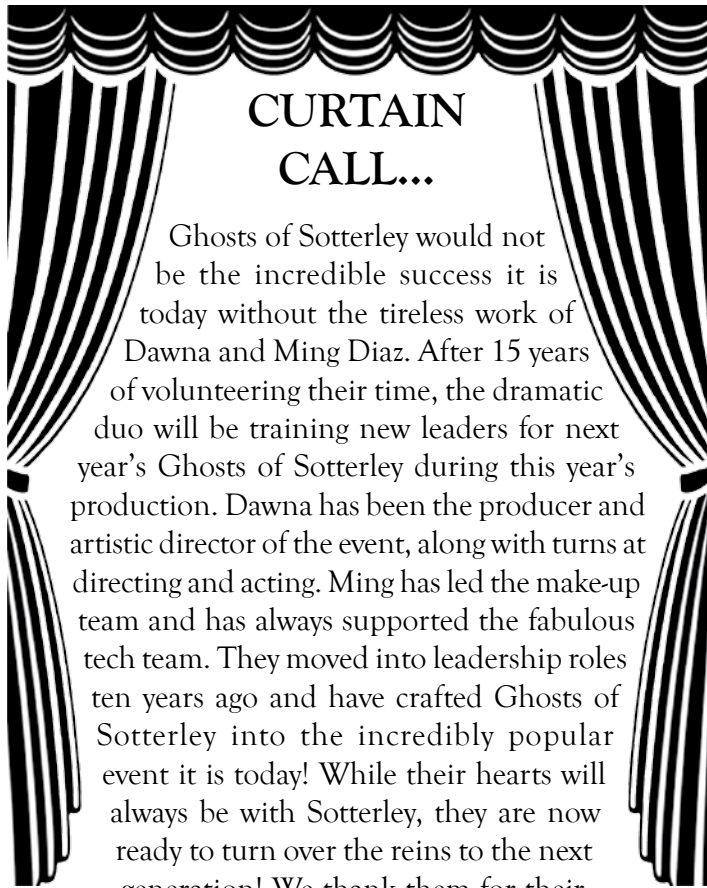 CURTAIN
CALL...
Ghosts of Sotterley would not
be the incredible success it is
today without the tireless work of
Dawna and Ming Diaz. After 15 years
of volunteering their time, the dramatic
duo will be training new leaders for next
year’s Ghosts of Sotterley during this year’s
production. Dawna has been the producer and
artistic director of the event, along with turns at
directing and acting. Ming has led the make-up
team and has always supported the fabulous
tech team. They moved into leadership roles
ten years ago and have crafted Ghosts of
Sotterley into the incredibly popular
event it is today! While their hearts will
always be with Sotterley, they are now
ready to turn over the reins to the next
generation! We thank them for their